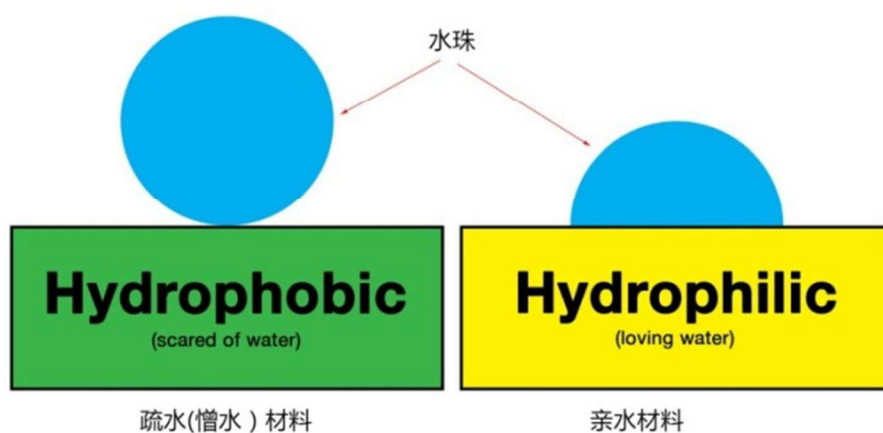 水珠
Hydrophobic
(scared of water)
疏水(憎水）材料
Hydrophilic
(loving water)
亲水材料